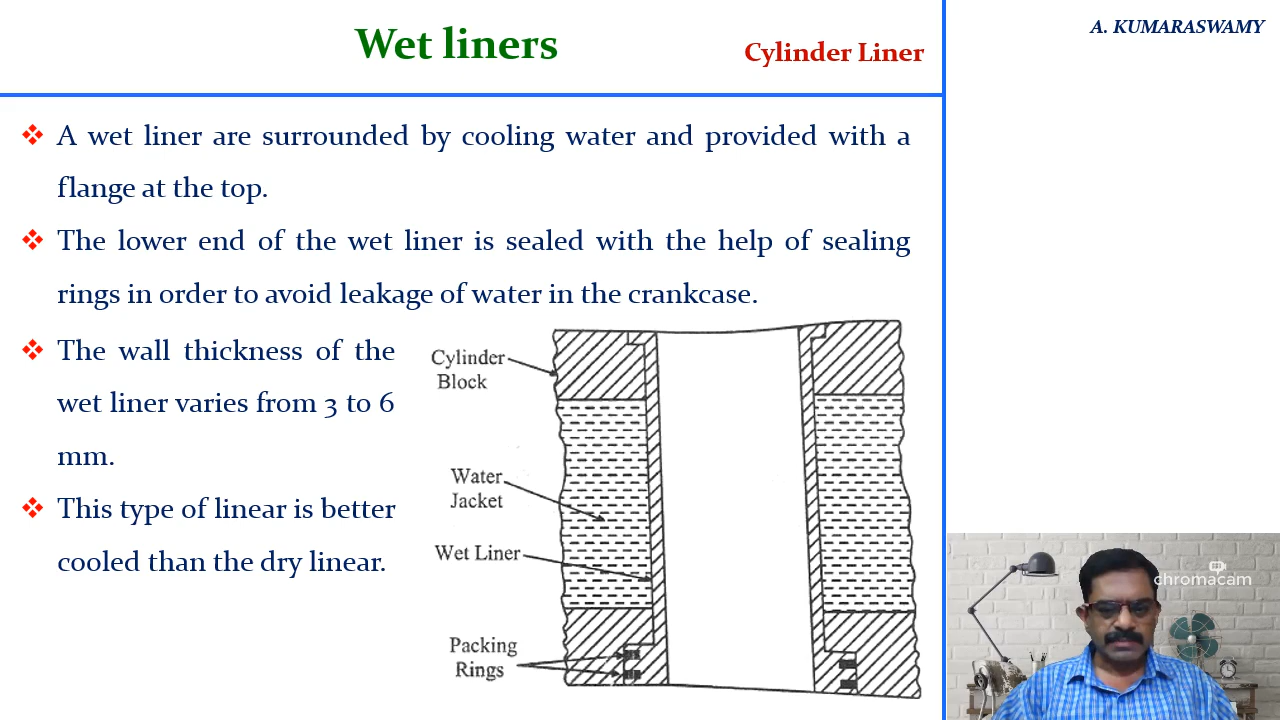 Wet liners
Cylinder Liner
A. KUMARASWAMY
A wet liner are surrounded by cooling water and provided with a
flange at the top.
The lower end of the wet liner is sealed with the help of sealing
rings in order to avoid leakage of water in the crankcase.
The wall thickness of the
wet liner varies from 3 to 6
mm.
This type of linear is better
cooled than the dry linear.
Cylinder
Block
Water
Jacket
Wet Liner
Packing
Rings
chromacam